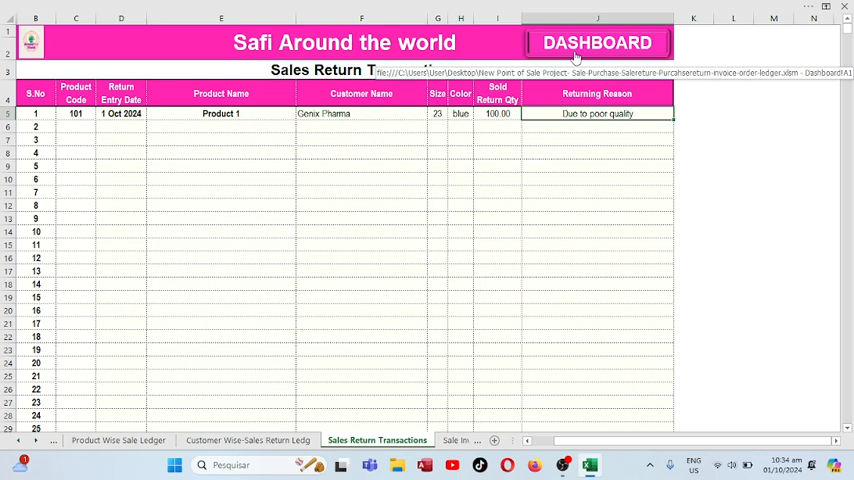 B C D E F G H I J K L M N
1
Safi Around the world
DASHBOARD
2
3
Sales Return T
file:///C:\Users\User\Desktop\New Point of Sale Project- Sale-Purchase-Salereture-Purcahsereturn-invoice-order-ledger.xlsm - Dashboard!A1
4 S.No Product Code Return Entry Date Product Name Customer Name Size Color Sold Return Qty Returning Reason
5 1 101 1 Oct 2024 Product 1 Genix Pharma 23 blue 100.00 Due to poor quality
6 2
7 3
8 4
9 5
10 6
11 7
12 8
13 9
14 10
15 11
16 12
17 13
18 14
19 15
20 16
21 17
22 18
23 19
24 20
25 21
26 22
27 23
28 24
29 25
... Product Wise Sale Ledger Customer Wise-Sales Return Ledg Sales Return Transactions Sale In ...
Pesquisar
ENG
US
10:34 am
01/10/2024